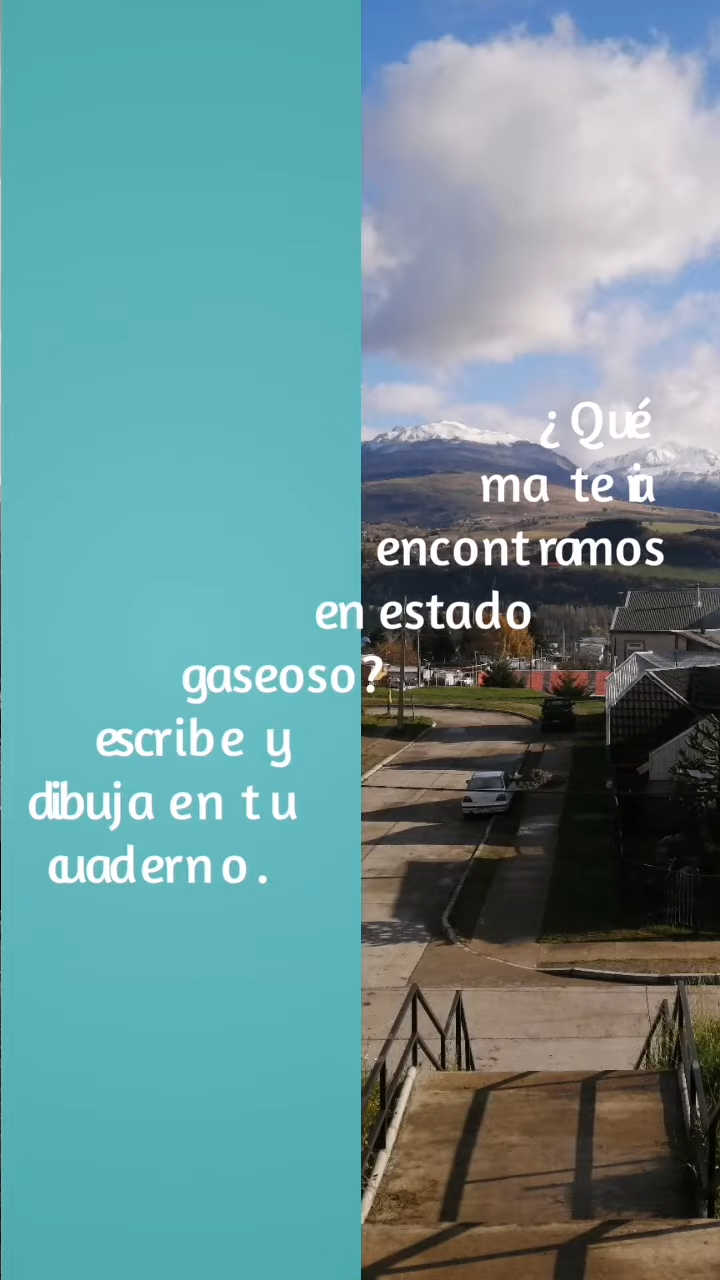 ¿Qué
materia
encontramos
en estado
gaseoso?
escribe y
dibuja en tu
cuaderno.